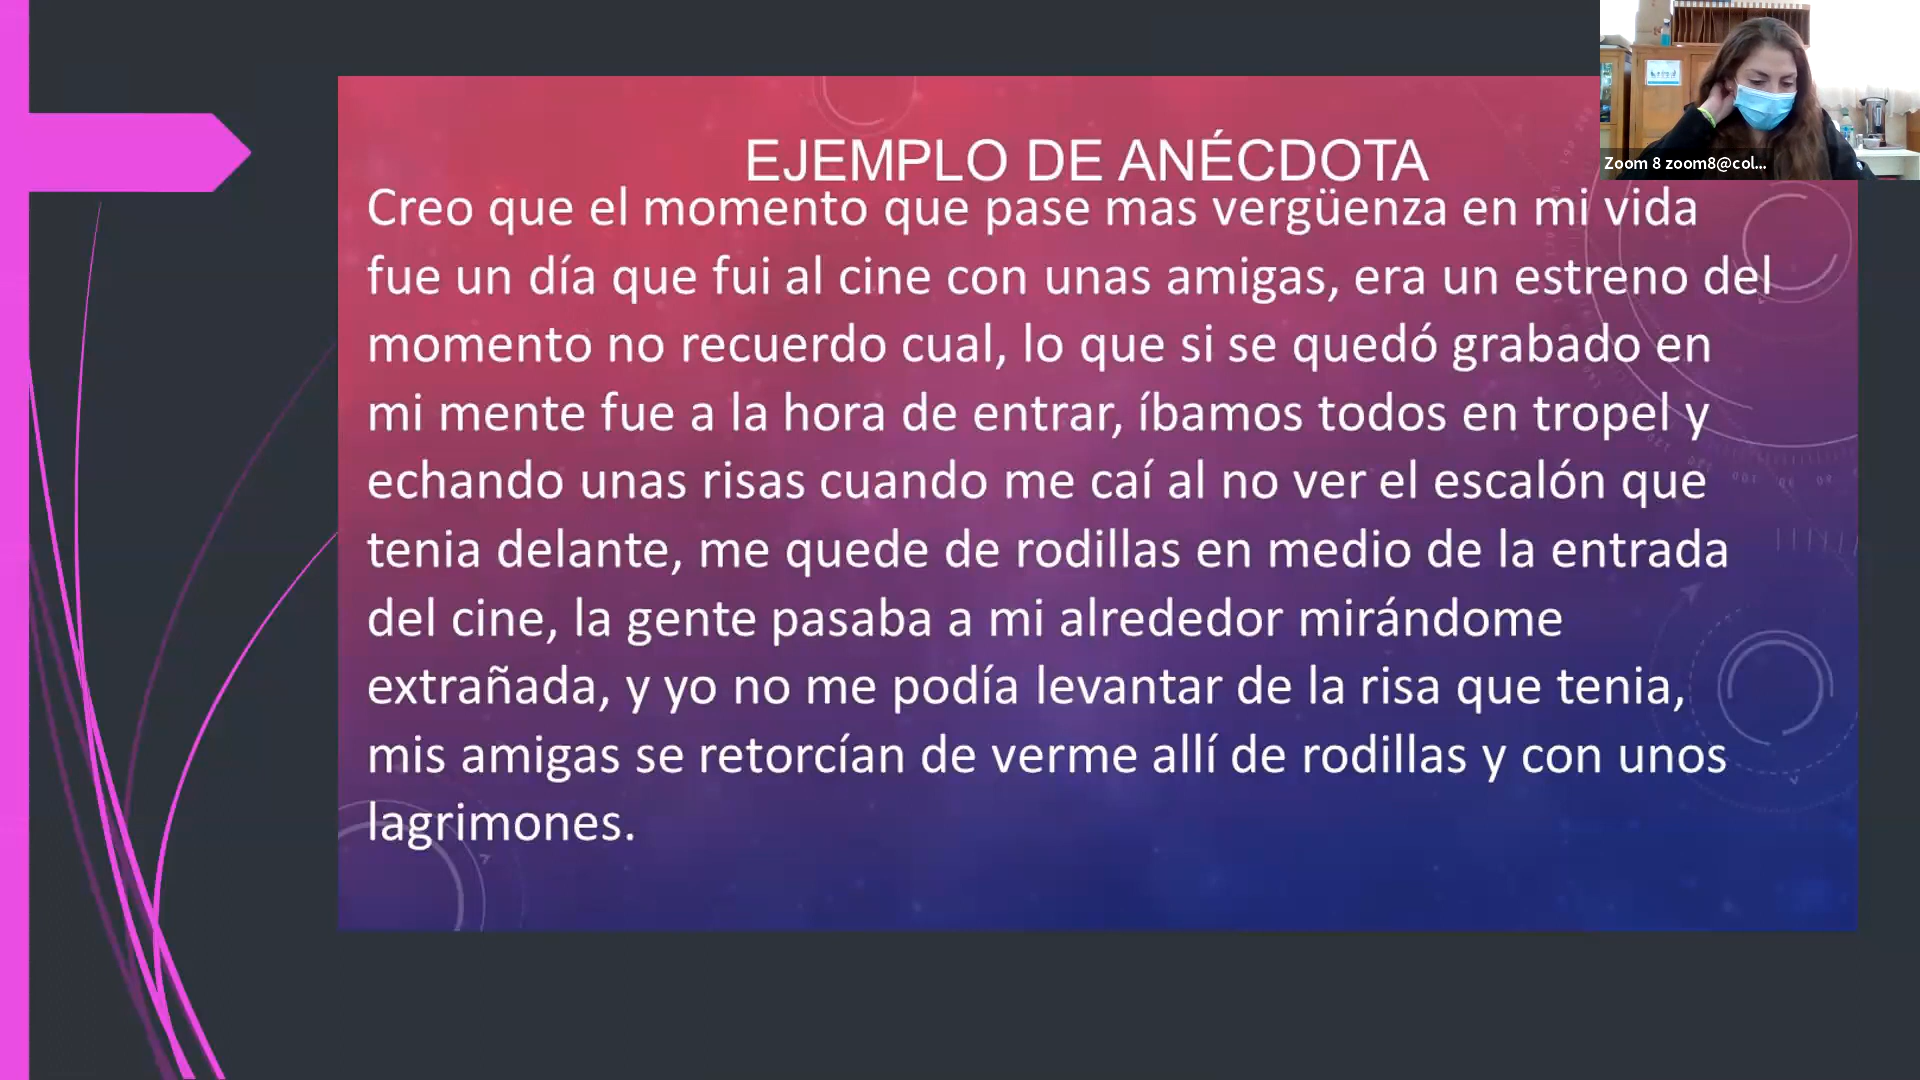 EJEMPLO DE ANÉCDOTA
Creo que el momento que pase mas vergüenza en mi vida
fue un día que fui al cine con unas amigas, era un estreno del
momento no recuerdo cual, lo que si se quedó grabado en
mi mente fue a la hora de entrar, íbamos todos en tropel y
echando unas risas cuando me caí al no ver el escalón que
tenia delante, me quede de rodillas en medio de la entrada
del cine, la gente pasaba a mi alrededor mirándome
extrañada, y yo no me podía levantar de la risa que tenia,
mis amigas se retorcían de verme allí de rodillas y con unos
lagrimones.
Zoom 8 zoom8@col...